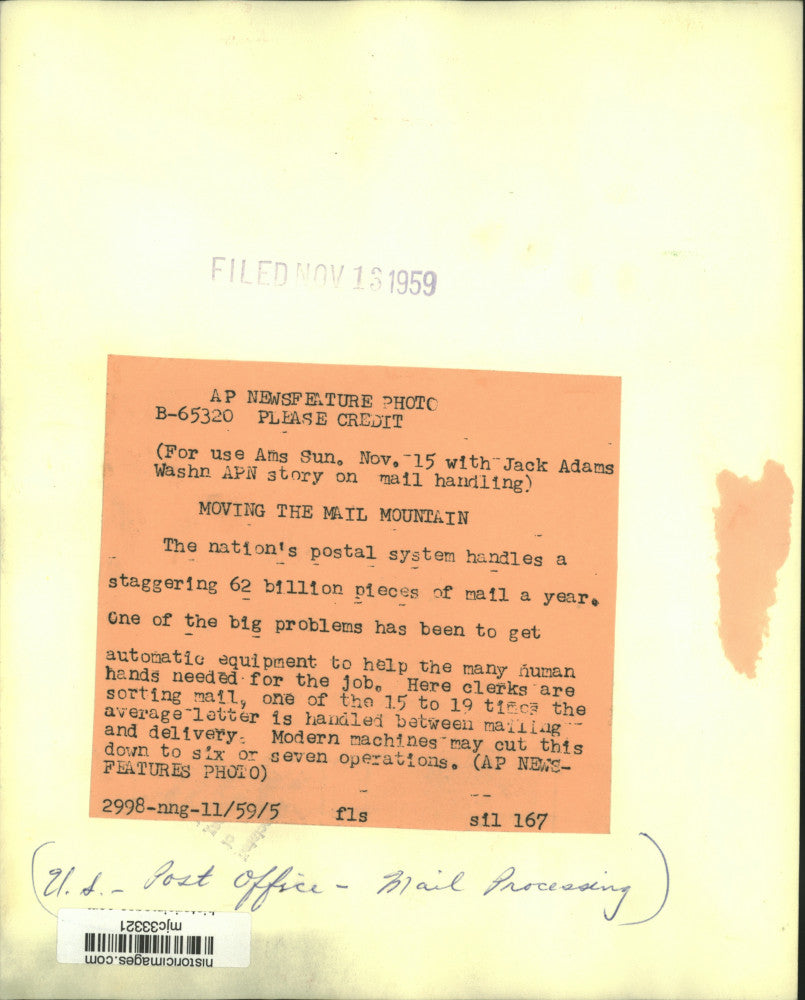 FILED NOV 13 1959
AP NEWSFEATURE PHOTO
B-65320 PLEASE CREDIT
(For use Ams Sun. Nov. 15 with Jack Adams
Washn APN story on mail handling)
MOVING THE MAIL MOUNTAIN
The nation's postal system handles a
staggering 62 billion pieces of mail a year.
One of the big problems has been to get
automatic equipment to help the many human
hands needed for the job. Here clerks are
sorting mail, one of the 15 to 19 times the
average letter is handled between mailing
and delivery. Modern machines may cut this
down to six or seven operations. (AP NEWS-
FEATURES PHOTO)
2998-nng-11/59/5 fls sil 167
(U.S. - Post Office - Mail Processing)
historicimages.com
mjc33321